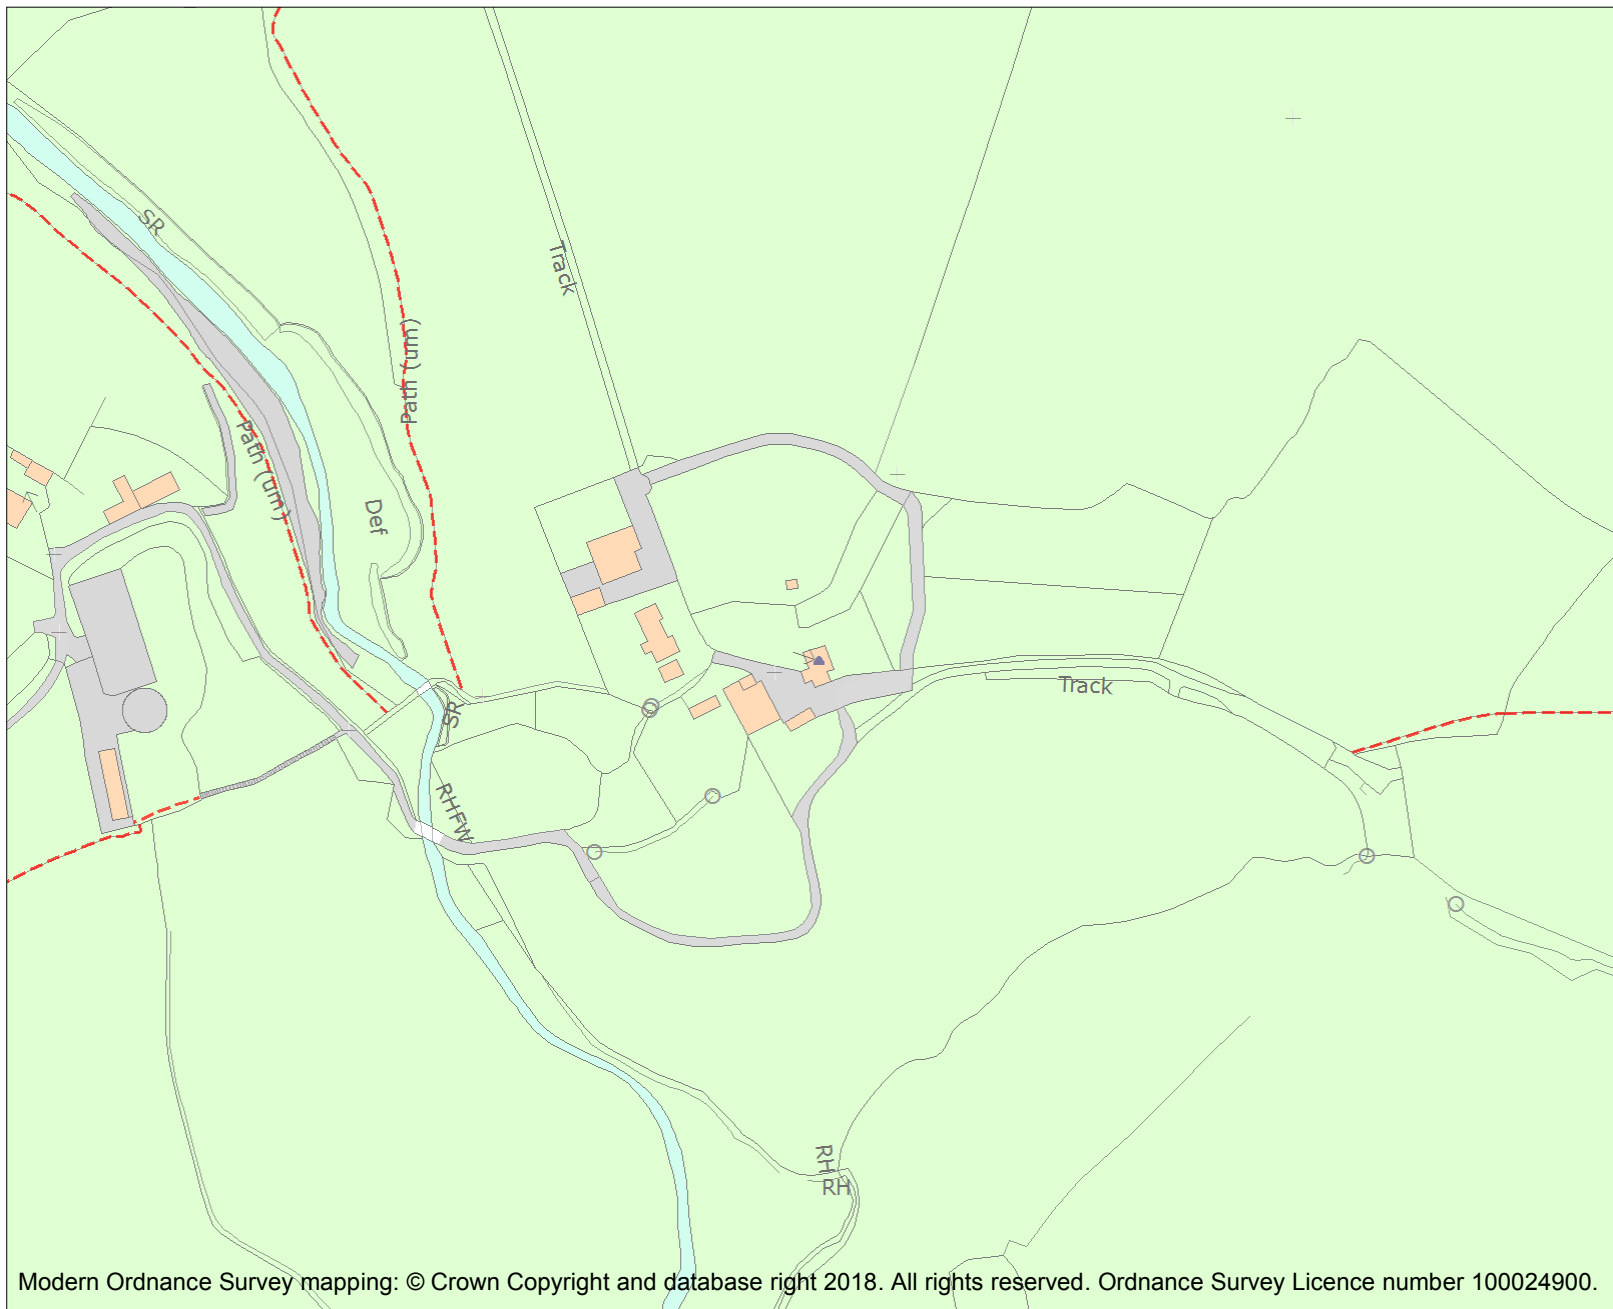 SR
Track
Path (um)
Path (um)
Def
Track
SR
RHFW
RH
RH
Modern Ordnance Survey mapping: © Crown Copyright and database right 2018. All rights reserved. Ordnance Survey Licence number 100024900.